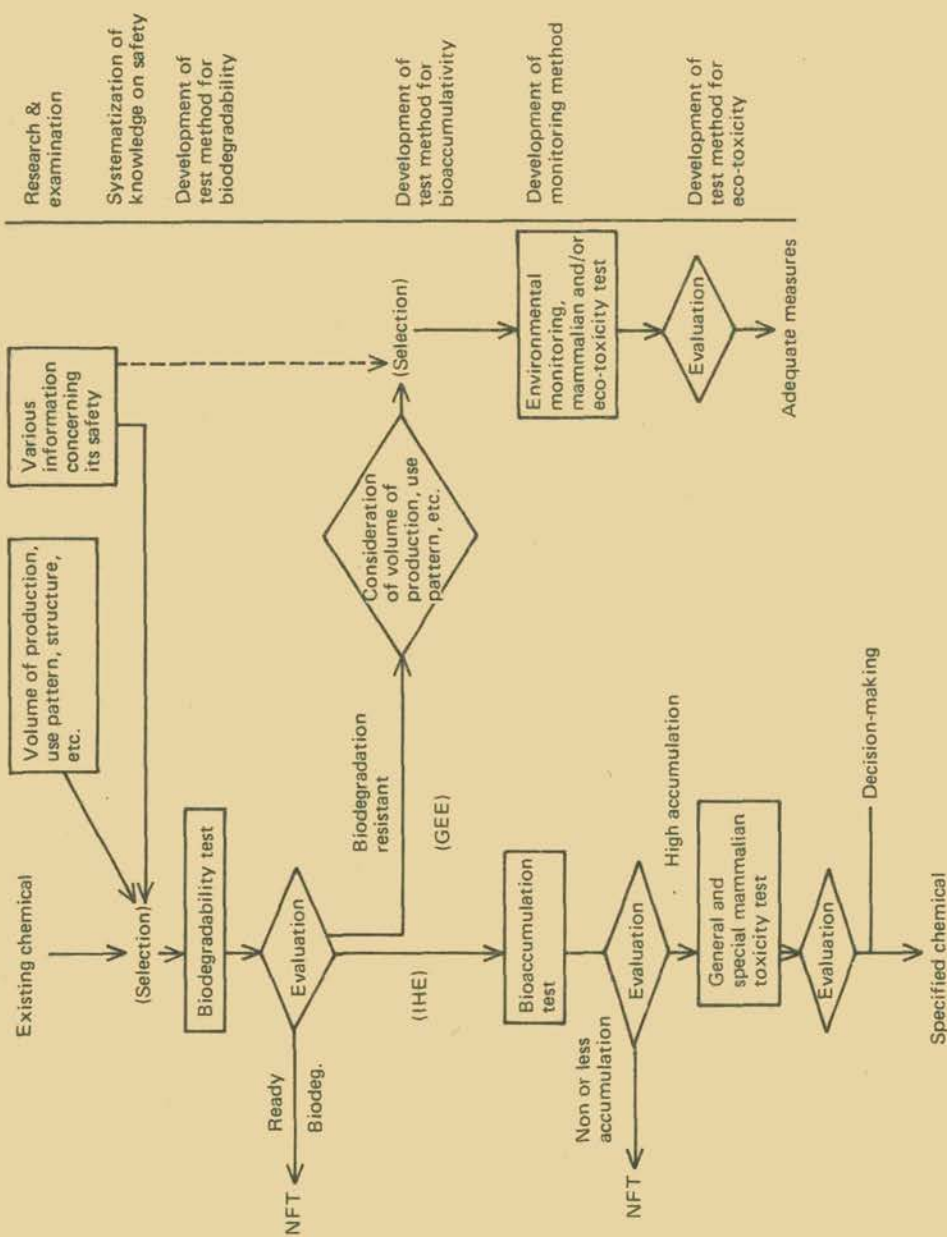 Existing chemical
Volume of production,
use pattern, structure,
etc.
Various
information
concerning
its safety
(Selection)
Biodegradability test
Evaluation
Ready
Biodeg.
NFT
Biodegradation
resistant
(GEE)
(IHE)
Consideration
of volume of
production, use
pattern, etc.
(Selection)
Environmental
monitoring,
mammalian and/or
eco-toxicity test
Evaluation
Adequate measures
Bioaccumulation
test
Evaluation
Non or less
accumulation
NFT
High accumulation
General and
special mammalian
toxicity test
Evaluation
Decision-making
Specified chemical
Research &
examination
Systematization of
knowledge on safety
Development of
test method for
biodegradability
Development of
test method for
bioaccumulativity
Development of
monitoring method
Development of
test method for
eco-toxicity